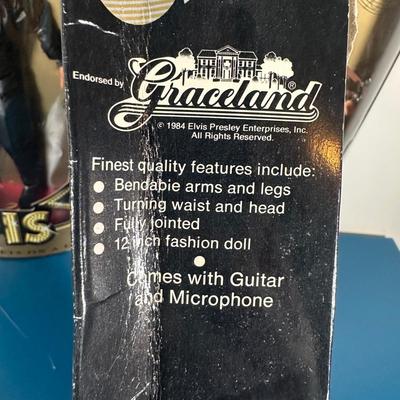 Endorsed by
Graceland®
© 1984 Elvis Presley Enterprises, Inc.
All Rights Reserved.
Finest quality features include:
● Bendable arms and legs
● Turning waist and head
● Fully jointed
● 12 inch fashion doll
●
Comes with Guitar
and Microphone
IS